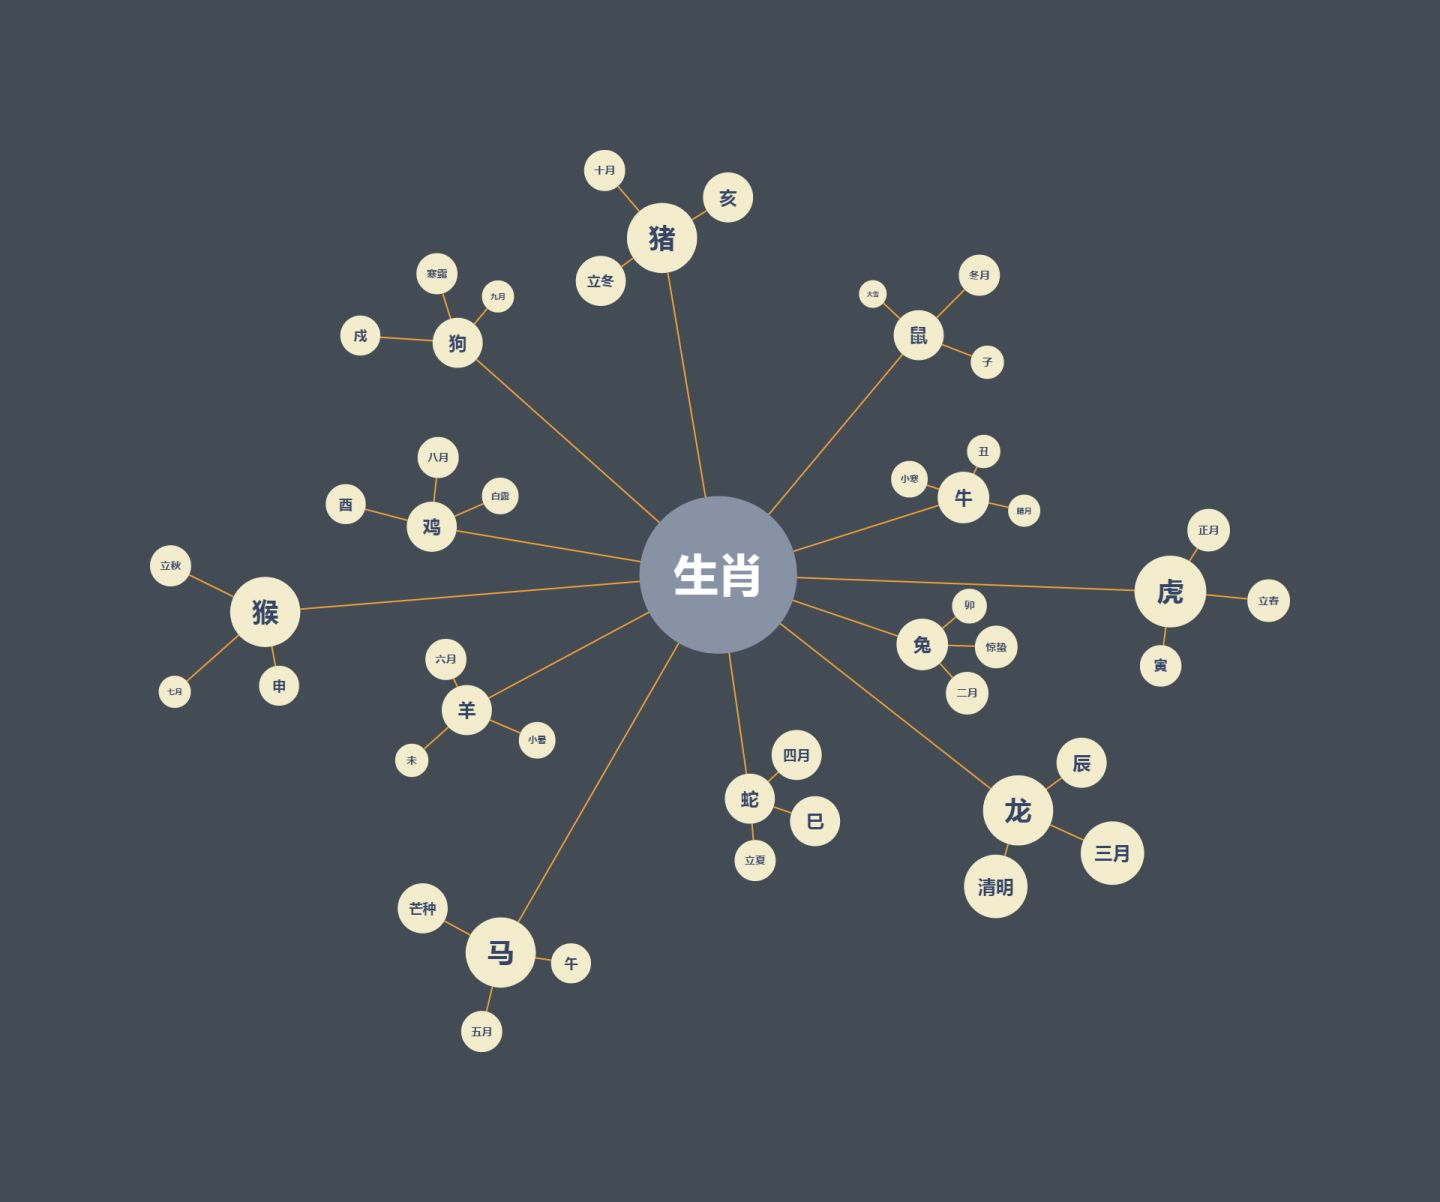 十月
亥
猪
立冬
寒露
九月
戌
狗
大雪
冬月
鼠
子
八月
白露
酉
鸡
丑
小寒
牛
腊月
生肖
正月
虎
立春
寅
立秋
猴
七月
申
卯
兔
惊蛰
二月
六月
羊
小暑
未
四月
蛇
巳
立夏
辰
龙
三月
清明
芒种
马
午
五月